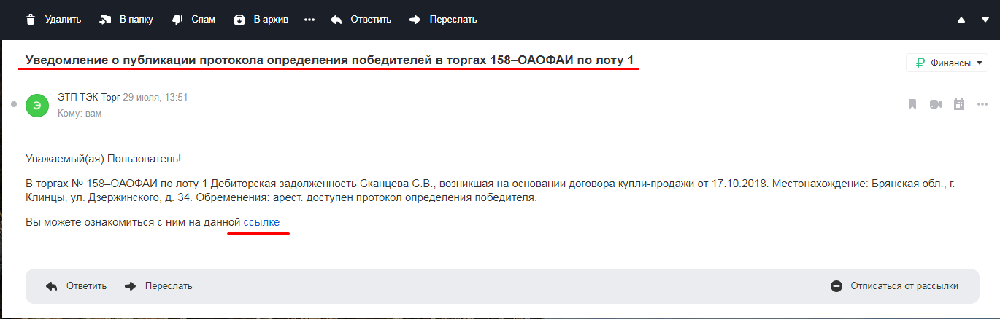 Удалить В папку Спам В архив Ответить Переслать
Уведомление о публикации протокола определения победителей в торгах 158–ОАОФАИ по лоту 1
Финансы
Э
ЭТП ТЭК-Торг 29 июля, 13:51
Кому: вам
Уважаемый(ая) Пользователь!
В торгах № 158–ОАОФАИ по лоту 1 Дебиторская задолженность Сканцева С.В., возникшая на основании договора купли-продажи от 17.10.2018. Местонахождение: Брянская обл., г.
Клинцы, ул. Дзержинского, д. 34. Обременения: арест. доступен протокол определения победителя.
Вы можете ознакомиться с ним на данной ссылке
Ответить Переслать Отписаться от рассылки